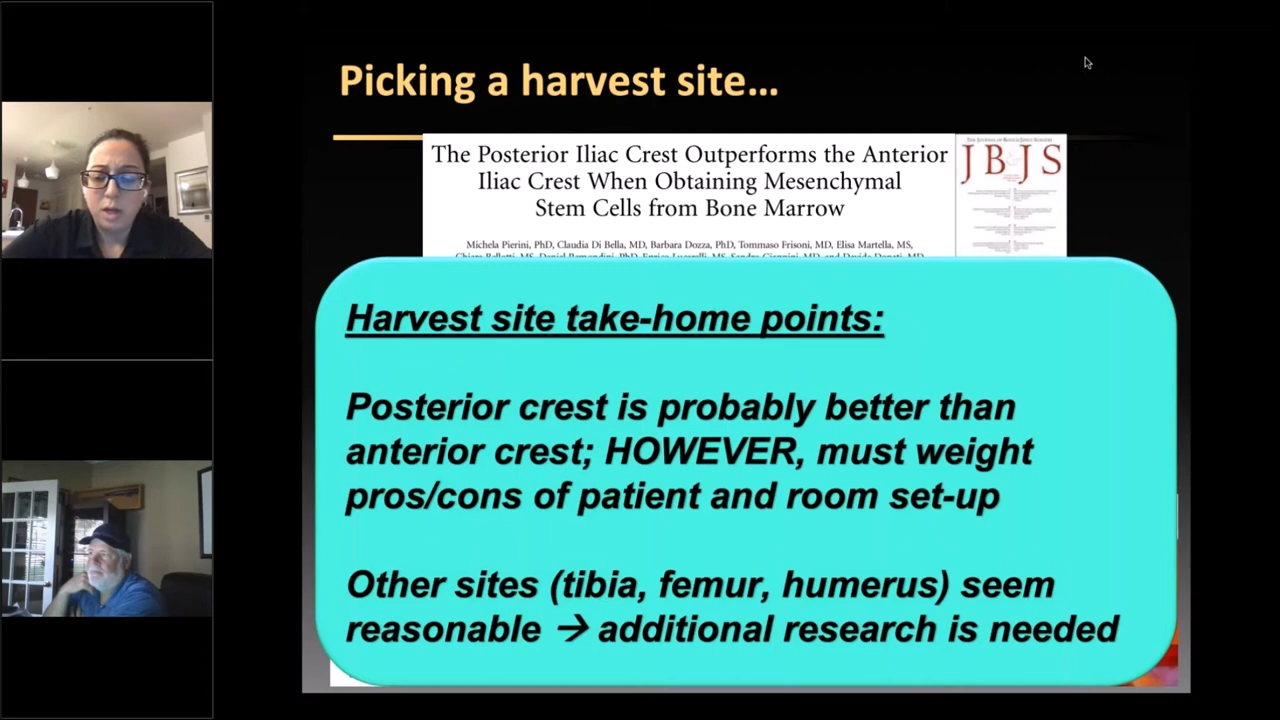 Picking a harvest site...
The Posterior Iliac Crest Outperforms the Anterior
Iliac Crest When Obtaining Mesenchymal
Stem Cells from Bone Marrow
JB&JS
Michela Pierini, PhD, Claudia Di Bella, MD, Barbara Dozza, PhD, Tommaso Frisoni, MD, Elisa Martella, MS,
Harvest site take-home points:
Posterior crest is probably better than
anterior crest; HOWEVER, must weight
pros/cons of patient and room set-up
Other sites (tibia, femur, humerus) seem
reasonable → additional research is needed